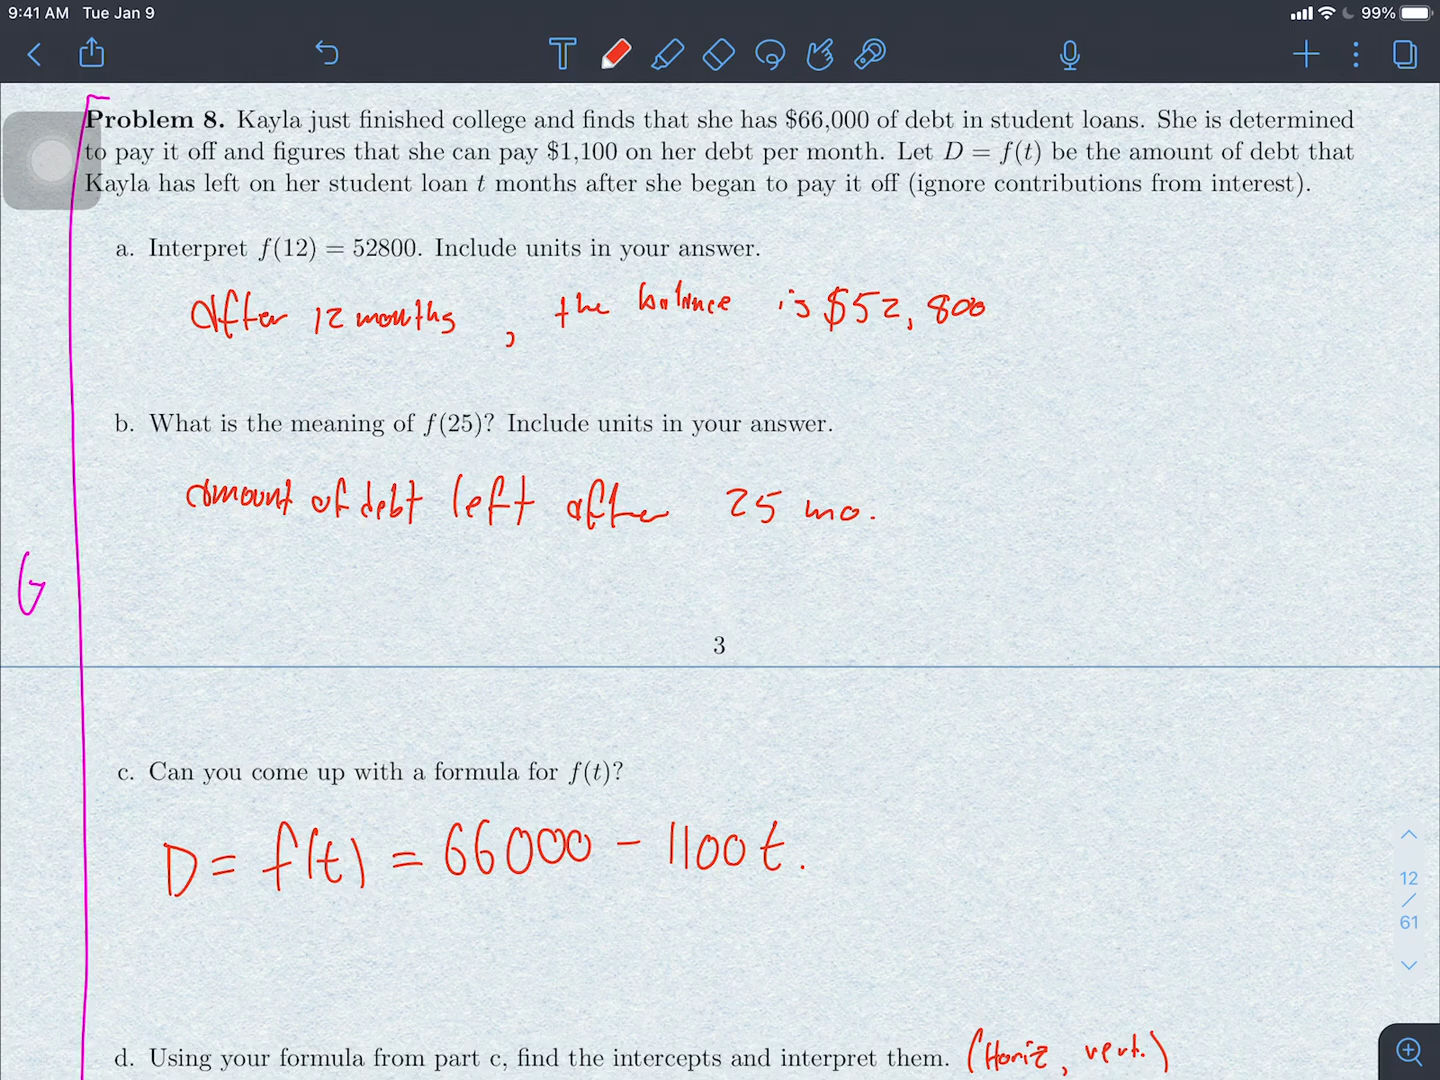 9:41 AM Tue Jan 9
99%
Problem 8. Kayla just finished college and finds that she has $66,000 of debt in student loans. She is determined
to pay it off and figures that she can pay $1,100 on her debt per month. Let D = f(t) be the amount of debt that
Kayla has left on her student loan t months after she began to pay it off (ignore contributions from interest).
a. Interpret f(12) = 52800. Include units in your answer.
After 12 months, the balance is $52,800
b. What is the meaning of f(25)? Include units in your answer.
amount of debt left after 25 mo.
G
3
c. Can you come up with a formula for f(t)?
D = f(t) = 66000 - 1100t.
12
/
61
d. Using your formula from part c, find the intercepts and interpret them. (Horiz, vert.)